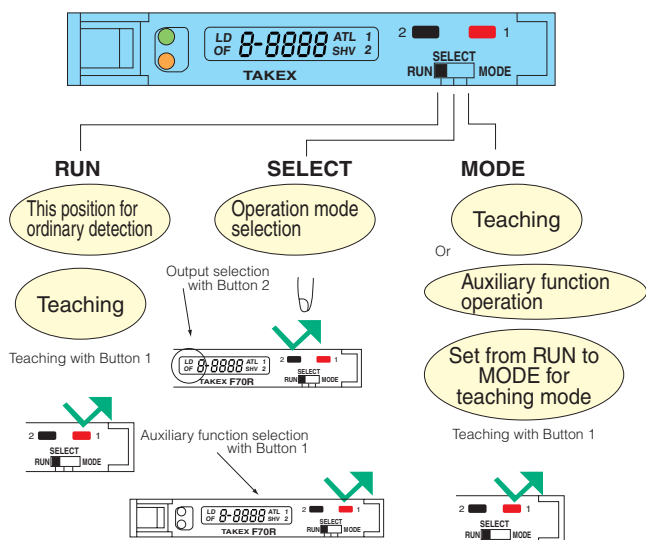 LD 8-8888 ATL 1
OF SHV 2
TAKEX
2 1
SELECT
RUN MODE
RUN
This position for
ordinary detection
Teaching
Teaching with Button 1
SELECT
Operation mode
selection
Output selection
with Button 2
LD 8-8888 ATL 1
OF SHV 2
TAKEX F70R
2 1
SELECT
RUN MODE
MODE
Teaching
Or
Auxiliary function
operation
Set from RUN to
MODE for
teaching mode
Teaching with Button 1
2 1
SELECT
RUN MODE
Auxiliary function selection
with Button 1
LD 8-8888 ATL 1
OF SHV 2
TAKEX F70R
2 1
SELECT
RUN MODE
2 1
SELECT
RUN MODE